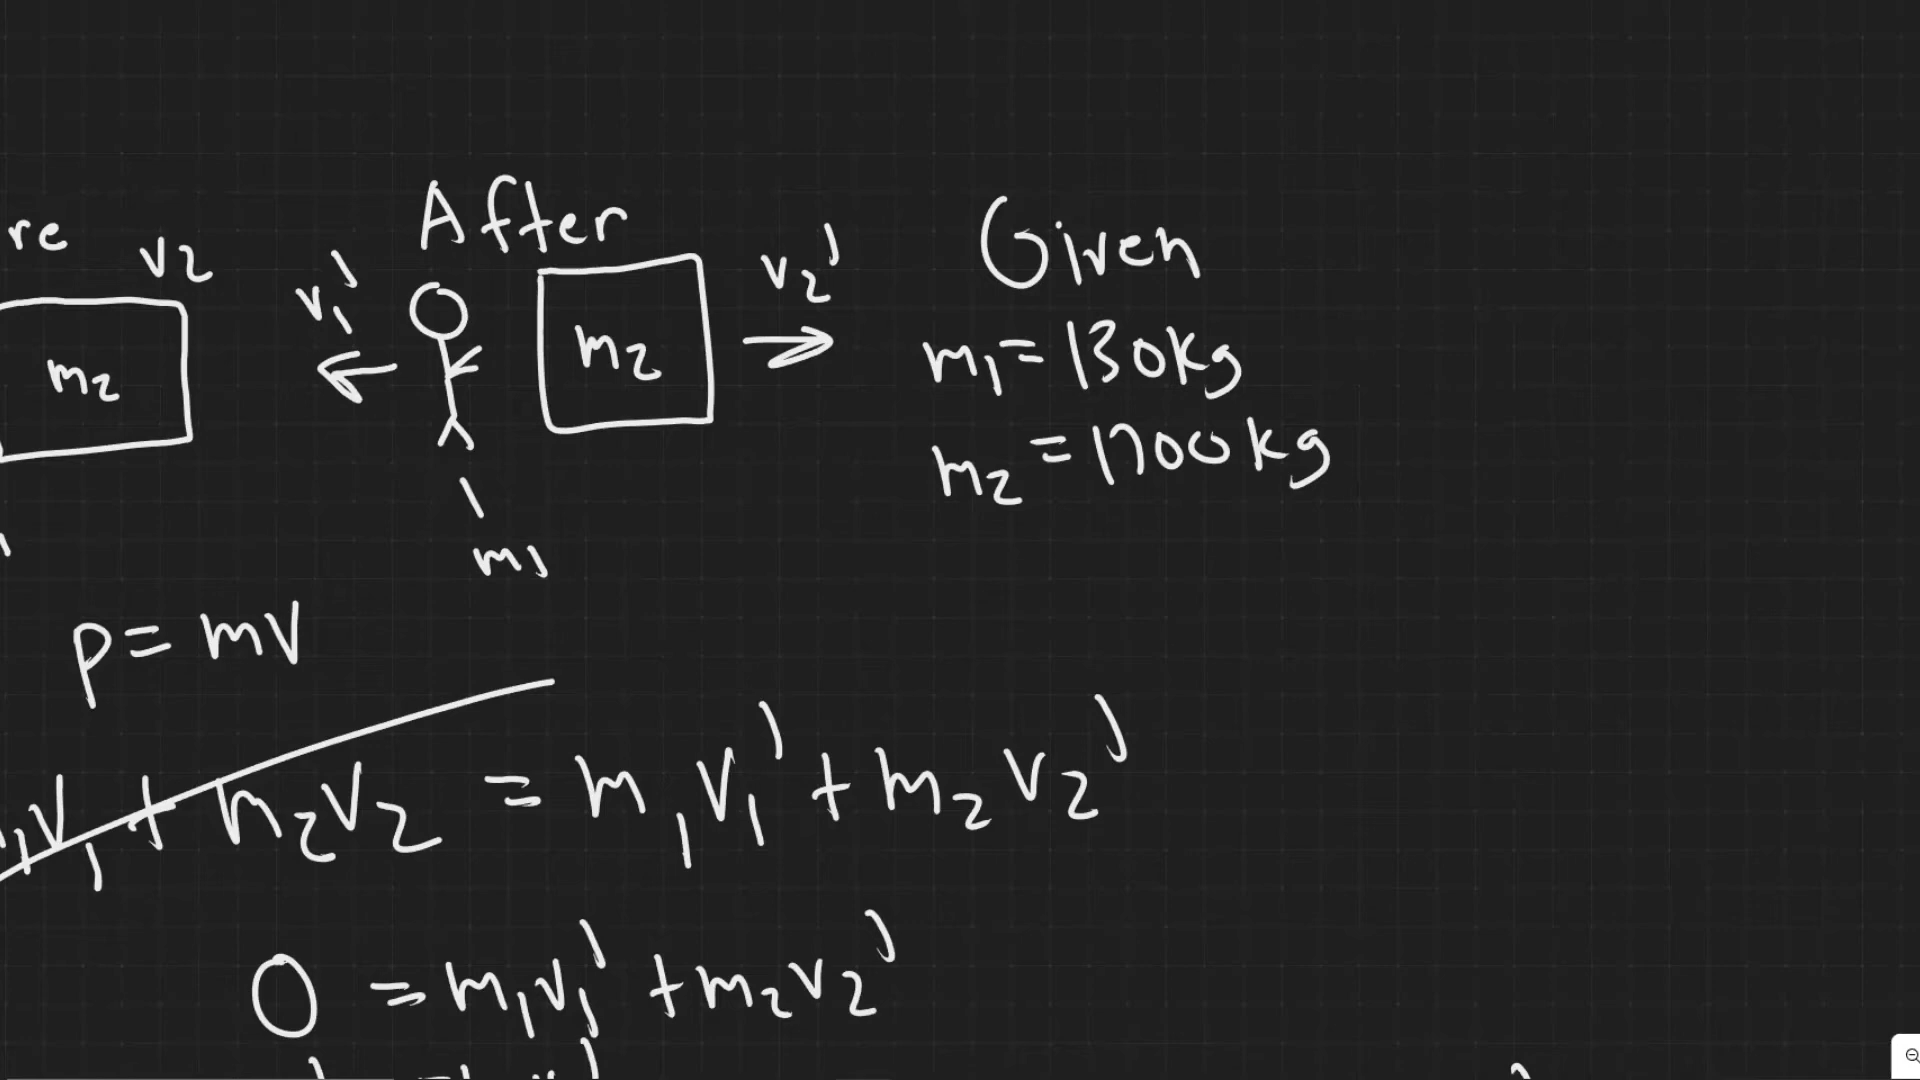 re
v2
After
v1'
m2
v2'
m2
m1
Given
m1 = 130kg
m2 = 1700kg
p = mv
1v1 + m2v2 = m1v1' + m2v2'
0 = m1v1' + m2v2'